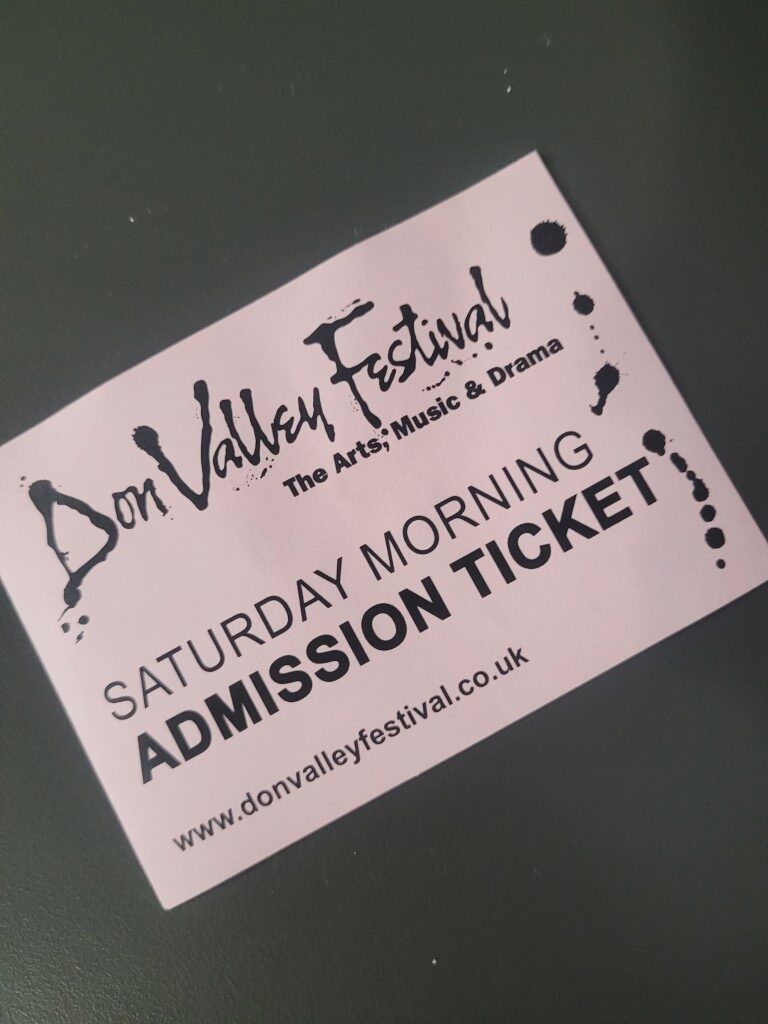 Don Valley Festival
The Arts, Music & Drama
SATURDAY MORNING
ADMISSION TICKET
www.donvalleyfestival.co.uk